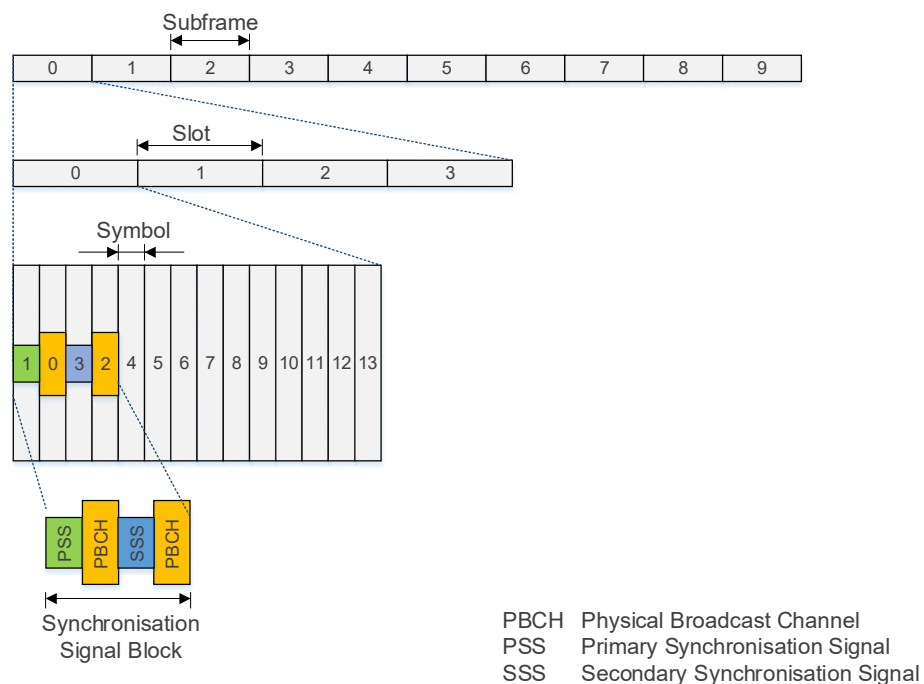 Subframe
0 1 2 3 4 5 6 7 8 9
Slot
0 1 2 3
Symbol
1 0 3 2 4 5 6 7 8 9 10 11 12 13
PSS PBCH SSS PBCH
Synchronisation
Signal Block
PBCH Physical Broadcast Channel
PSS Primary Synchronisation Signal
SSS Secondary Synchronisation Signal